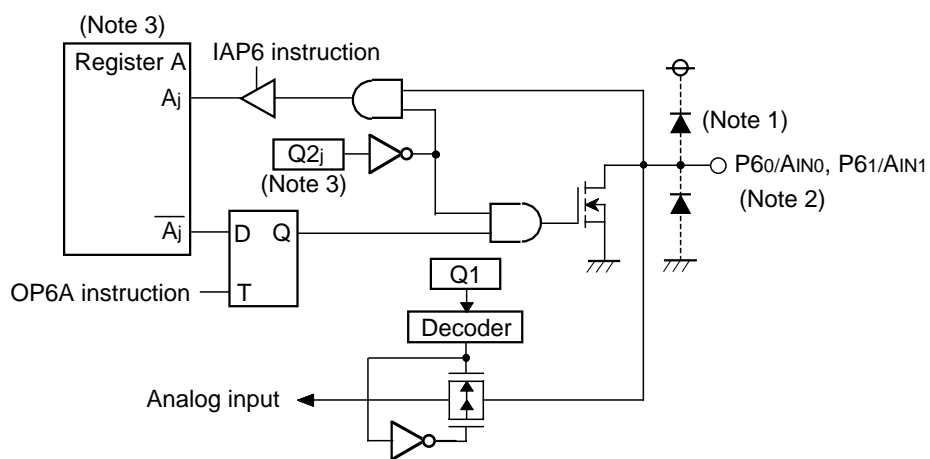 (Note 3)
IAP6 instruction
Register A
Aj
(Note 1)
Q2j
P60/AIN0, P61/AIN1
(Note 3)
(Note 2)
Aj
D Q
Q1
OP6A instruction
T
Decoder
Analog input